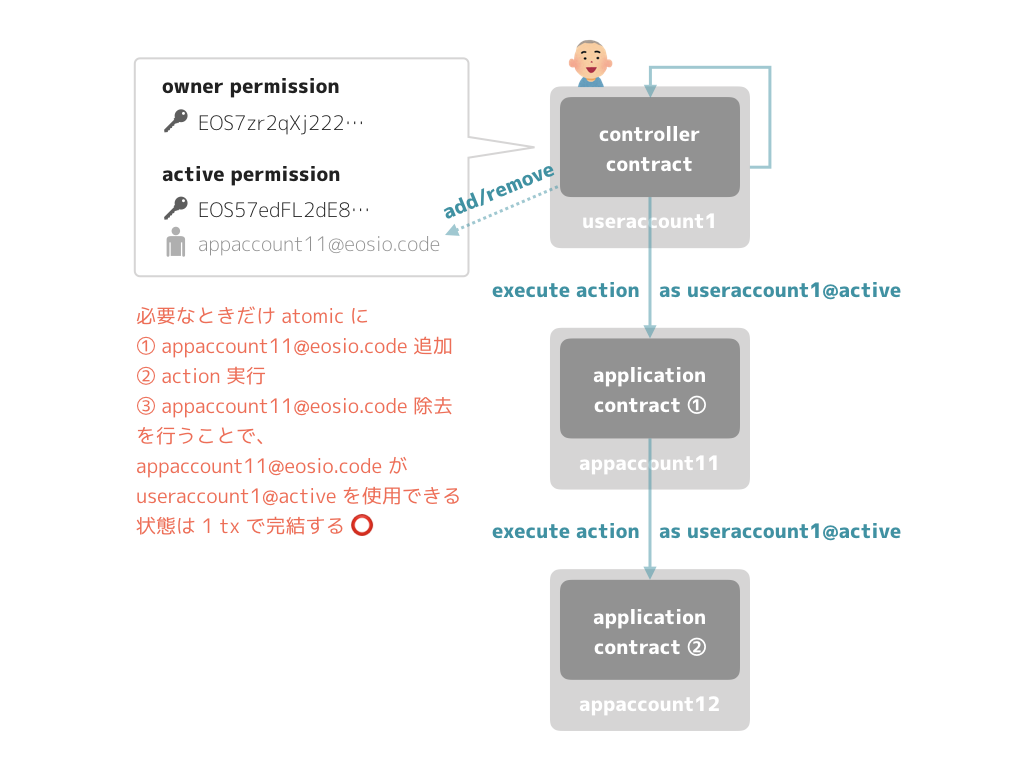 owner permission
EOS7zr2qXj222…
active permission
EOS57edFL2dE8…
appaccount11@eosio.code
add/remove
controller
contract
useraccount1
execute action as useraccount1@active
application
contract ①
appaccount11
execute action as useraccount1@active
application
contract ②
appaccount12
必要なときだけ atomic に
① appaccount11@eosio.code 追加
② action 実行
③ appaccount11@eosio.code 除去
を行うことで、
appaccount11@eosio.code が
useraccount1@active を使用できる
状態は 1 tx で完結する ⭕